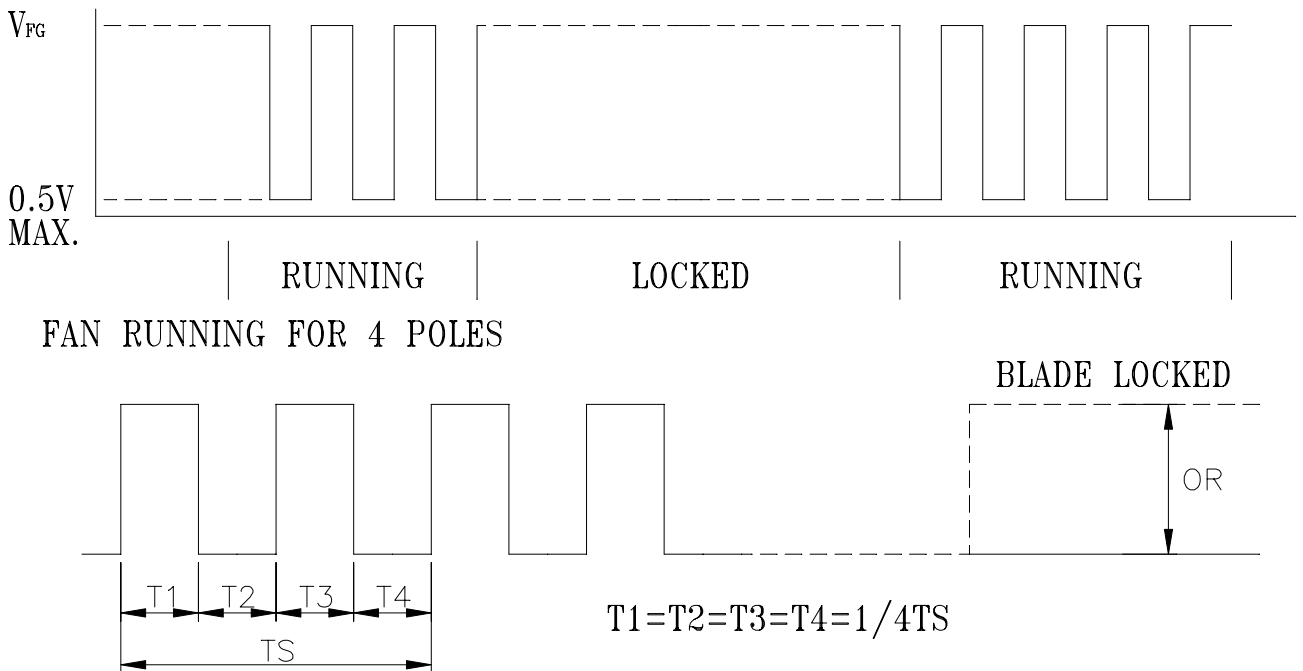 VFG
0.5V
MAX.
RUNNING LOCKED RUNNING
FAN RUNNING FOR 4 POLES
BLADE LOCKED
OR
T1 T2 T3 T4
T1=T2=T3=T4=1/4TS
TS